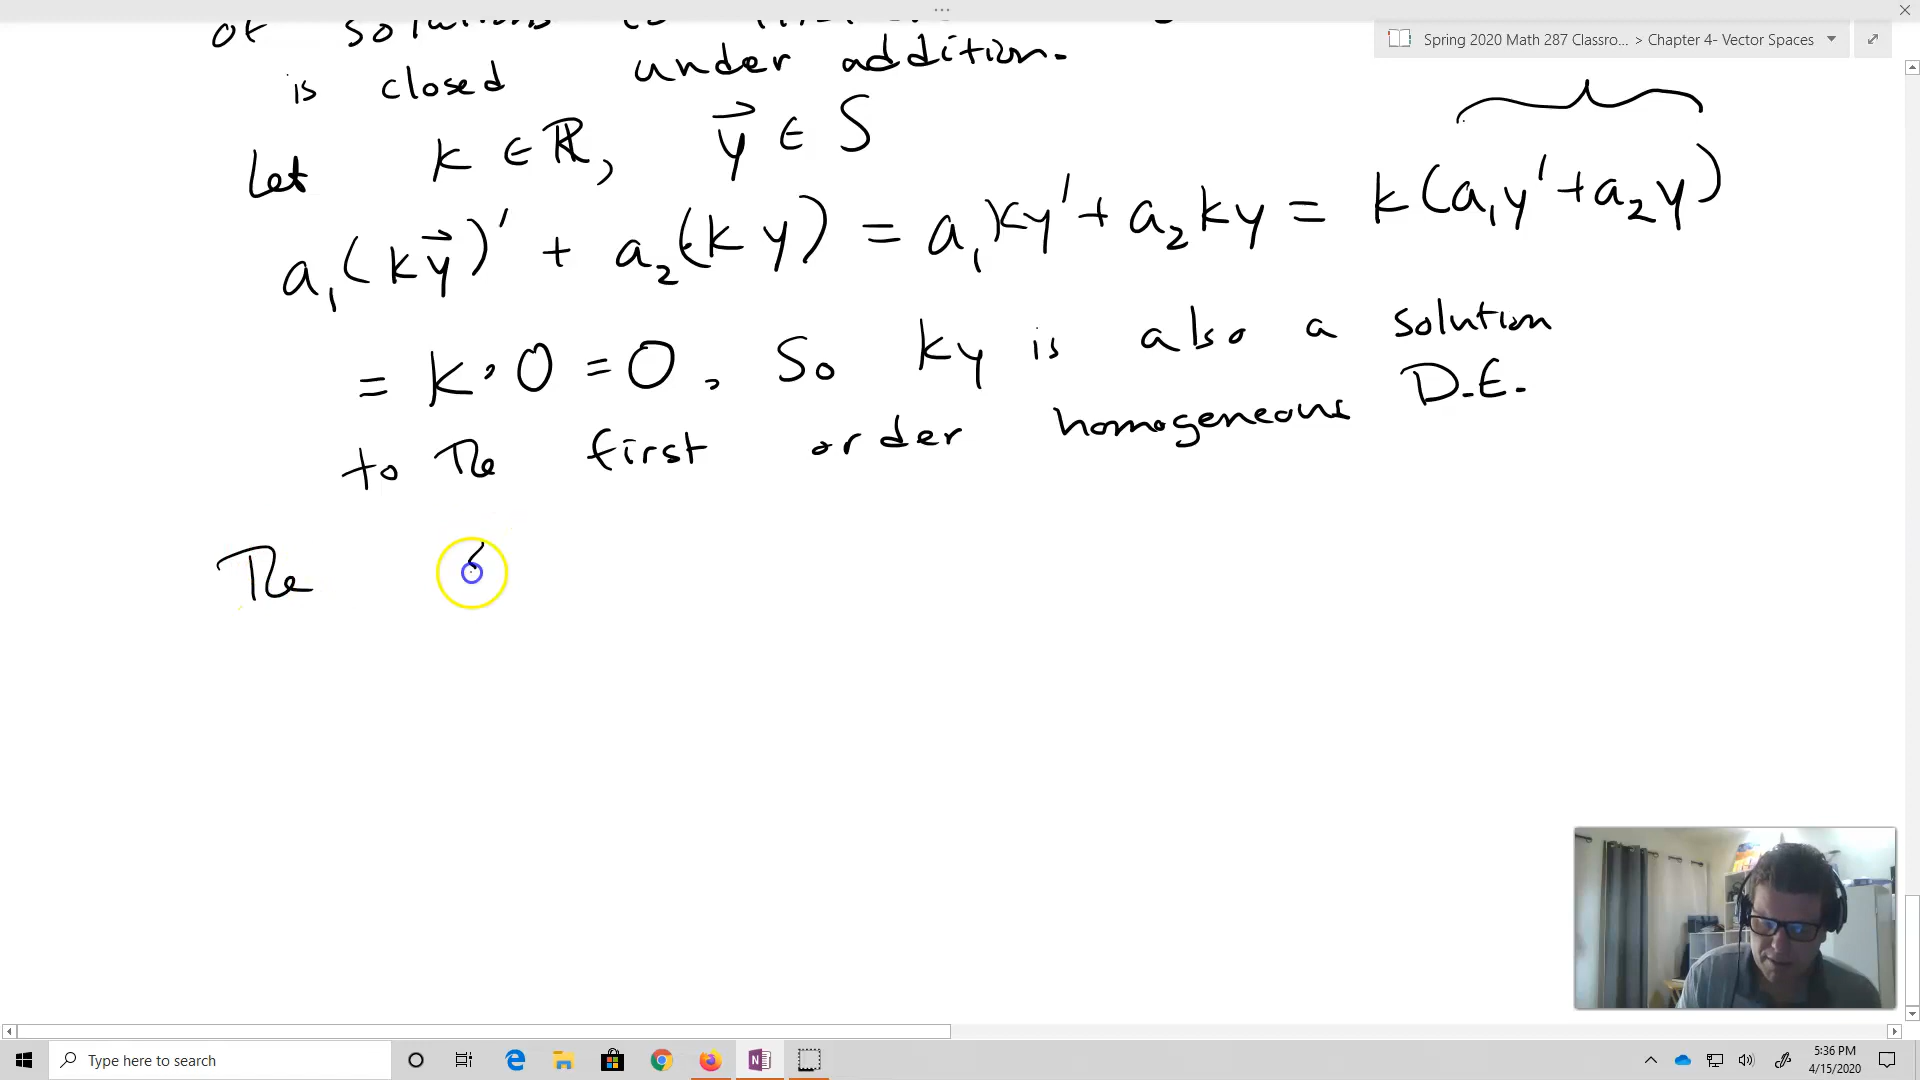 of solutions
is closed under addition.
Let k ∈ ℝ, y⃗ ∈ S
a₁(ky⃗)' + a₂(ky) = a₁ky' + a₂ky = k(a₁y' + a₂y)
= k · 0 = 0. So ky is also a solution
to the first order homogeneous D.E.
The
Spring 2020 Math 287 Classro... > Chapter 4- Vector Spaces
Type here to search
5:36 PM
4/15/2020